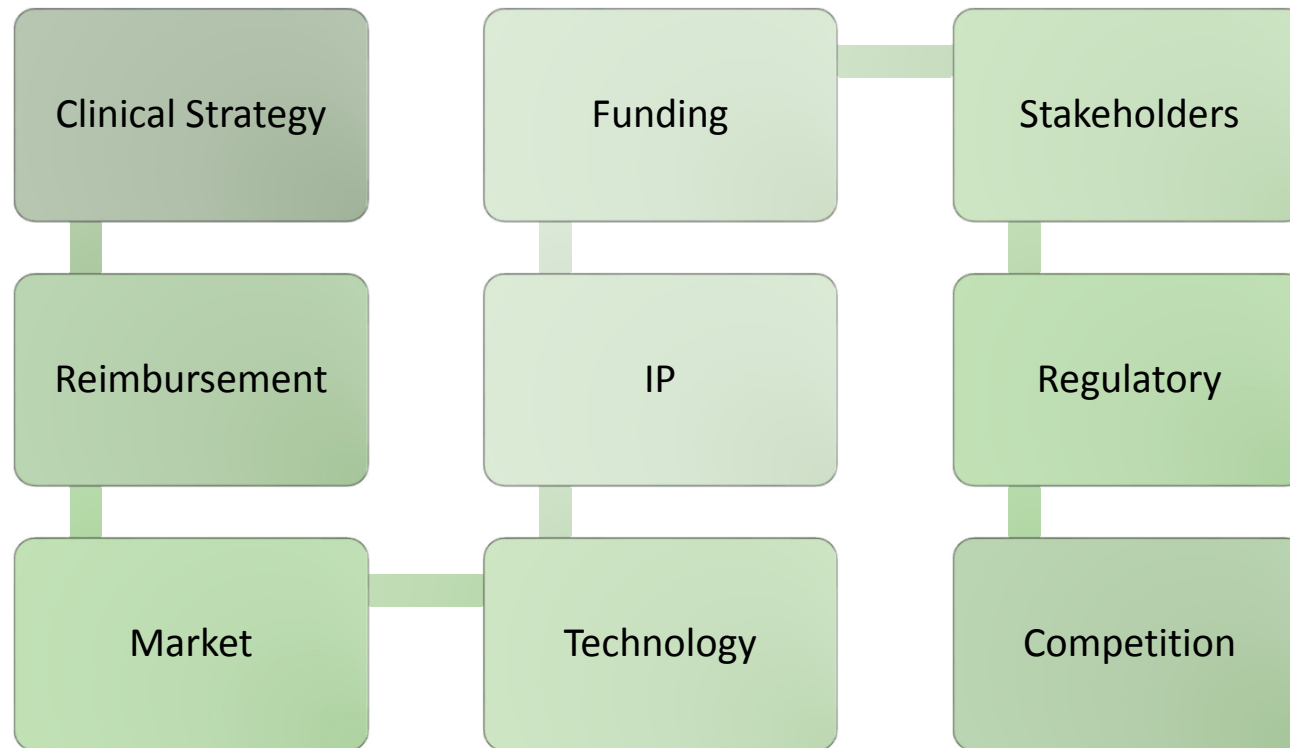 Clinical Strategy
Reimbursement
Market
Technology
IP
Funding
Stakeholders
Regulatory
Competition